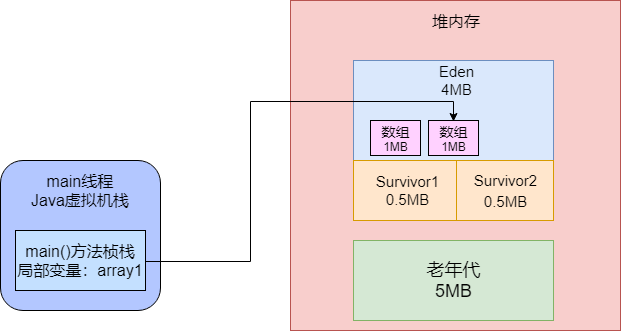 堆内存
Eden
4MB
数组
1MB
数组
1MB
Survivor1
0.5MB
Survivor2
0.5MB
main线程
Java虚拟机栈
main()方法桢栈
局部变量：array1
老年代
5MB